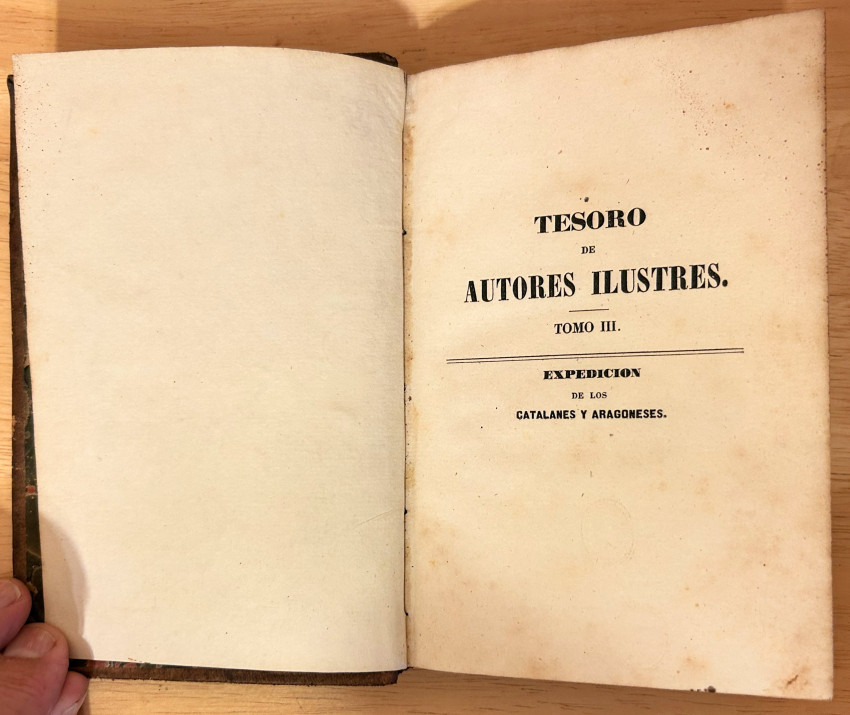 TESORO
DE
AUTORES ILUSTRES.
TOMO III.
EXPEDICION
DE LOS
CATALANES Y ARAGONESES.